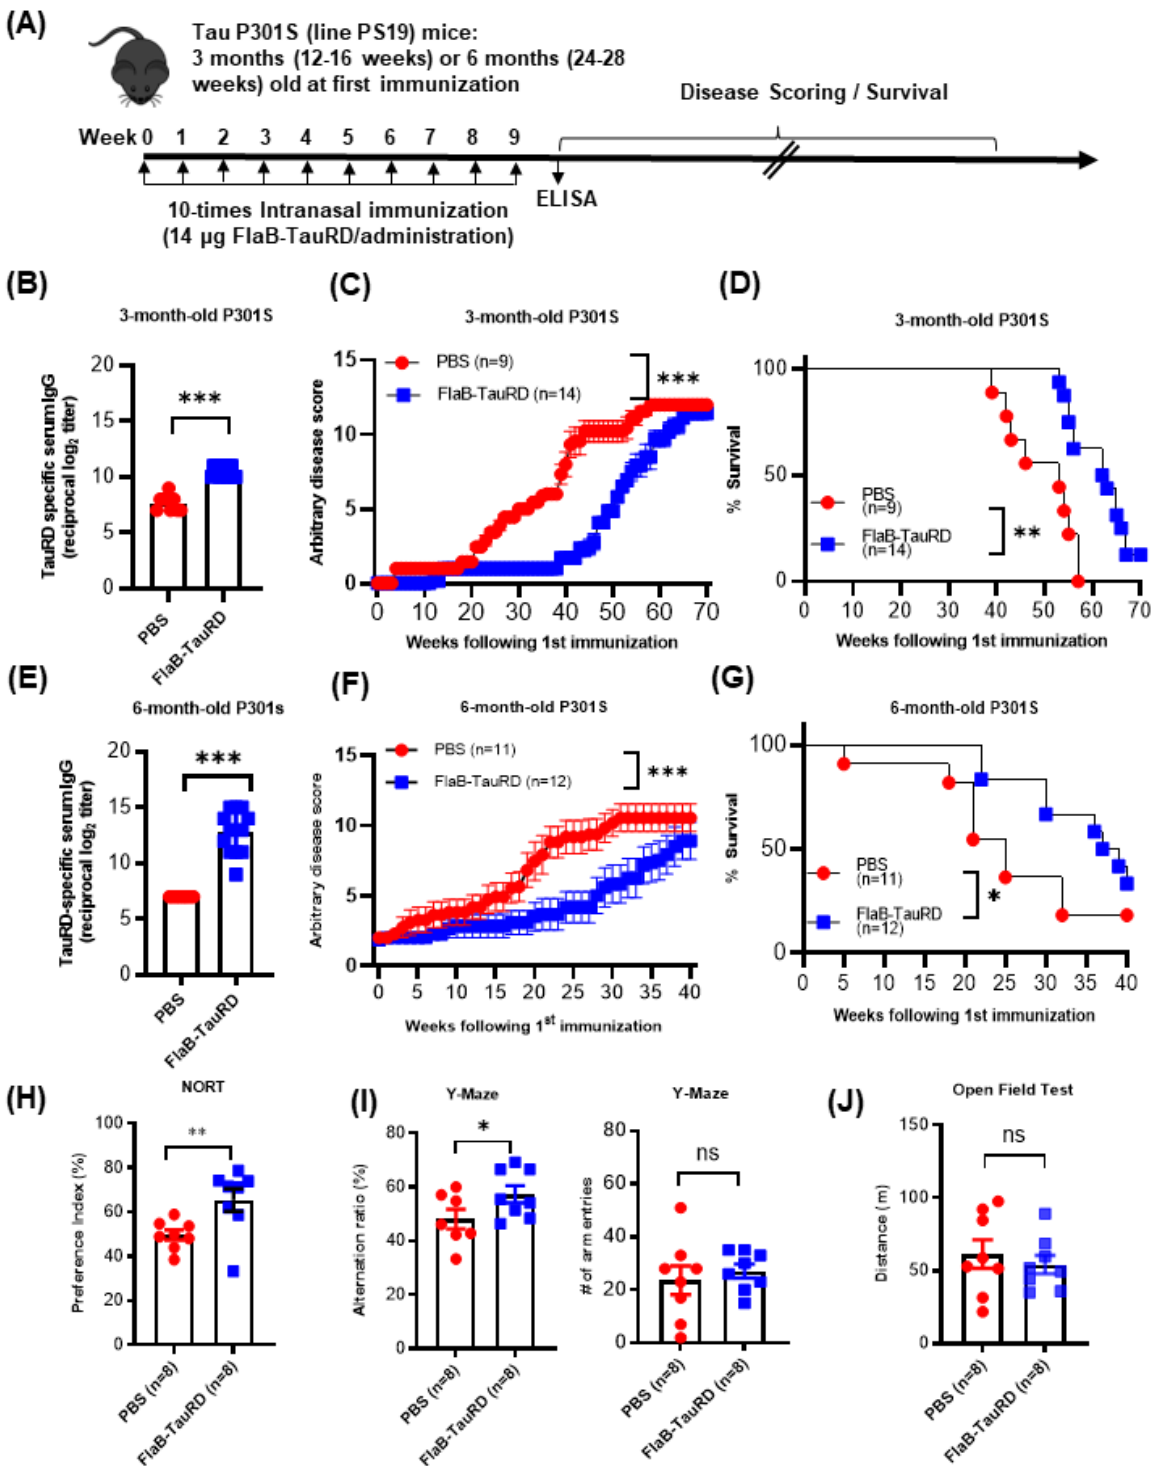 (A)
Tau P301S (line PS19) mice:
3 months (12-16 weeks) or 6 months (24-28
weeks) old at first immunization
Disease Scoring / Survival
Week 0 1 2 3 4 5 6 7 8 9
ELISA
10-times Intranasal immunization
(14 µg FlaB-TauRD/administration)
(B)
3-month-old P301S
TauRD specific serumIgG
(reciprocal log2 titer)
20
15
10
5
0
***
PBS
FlaB-TauRD
(C)
3-month-old P301S
Arbitrary disease score
15
10
5
0
PBS (n=9)
FlaB-TauRD (n=14)
***
0 10 20 30 40 50 60 70
Weeks following 1st immunization
(D)
3-month-old P301S
% Survival
100
50
0
PBS
(n=9)
FlaB-TauRD
(n=14)
**
0 10 20 30 40 50 60 70
Weeks following 1st immunization
(E)
6-month-old P301s
TauRD-specific serumIgG
(reciprocal log2 titer)
20
15
10
5
0
***
PBS
FlaB-TauRD
(F)
6-month-old P301S
Arbitrary disease score
15
10
5
0
PBS (n=11)
FlaB-TauRD (n=12)
***
0 5 10 15 20 25 30 35 40
Weeks following 1st immunization
(G)
6-month-old P301S
% Survival
100
50
0
PBS
(n=11)
FlaB-TauRD
(n=12)
*
0 5 10 15 20 25 30 35 40
Weeks following 1st immunization
(H)
NORT
Preference Index (%)
100
80
60
40
20
0
**
PBS (n=8)
FlaB-TauRD (n=8)
(I)
Y-Maze
Alternation ratio (%)
80
60
40
20
0
*
PBS (n=8)
FlaB-TauRD (n=8)
Y-Maze
# of arm entries
80
60
40
20
0
ns
PBS (n=8)
FlaB-TauRD (n=8)
(J)
Open Field Test
Distance (m)
150
100
50
0
ns
PBS (n=8)
FlaB-TauRD (n=8)